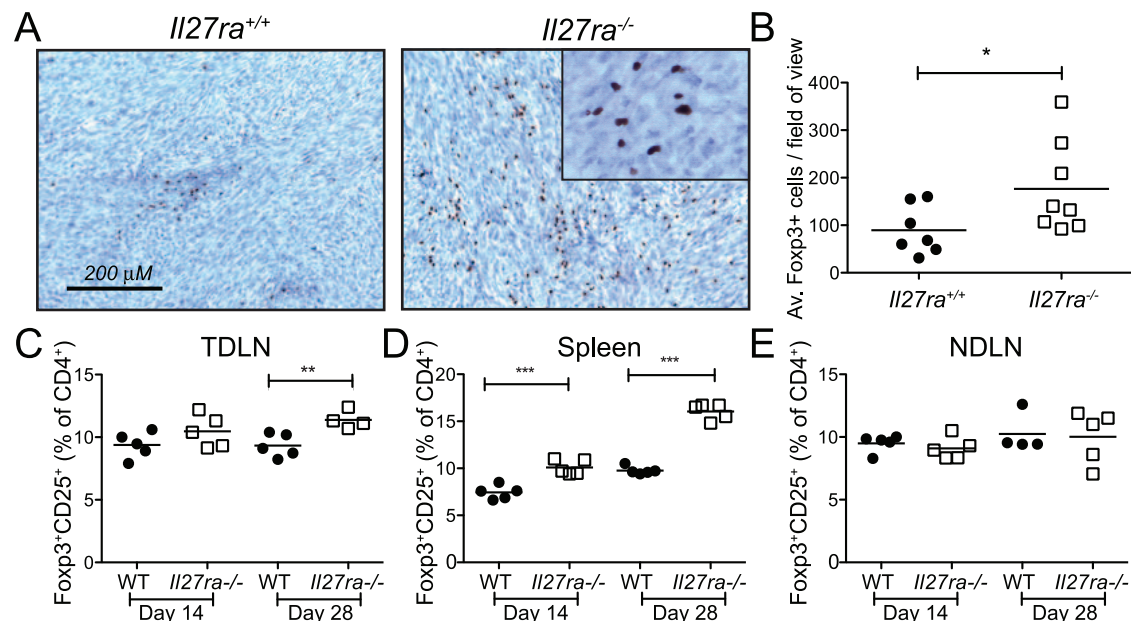 A
Il27ra+/+
Il27ra-/-
200 µM
B
*
Av. Foxp3+ cells / field of view
400
300
200
100
0
Il27ra+/+
Il27ra-/-
C
TDLN
**
Foxp3+CD25+ (% of CD4+)
15
10
5
0
WT
Il27ra-/-
WT
Il27ra-/-
Day 14
Day 28
D
Spleen
***
***
Foxp3+CD25+ (% of CD4+)
20
15
10
5
0
WT
Il27ra-/-
WT
Il27ra-/-
Day 14
Day 28
E
NDLN
Foxp3+CD25+ (% of CD4+)
15
10
5
0
WT
Il27ra-/-
WT
Il27ra-/-
Day 14
Day 28